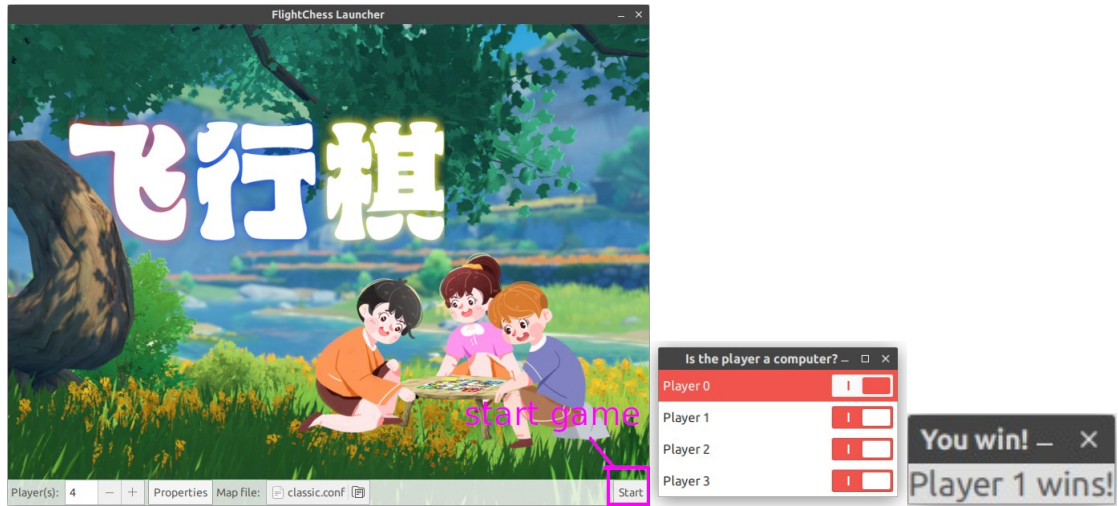 FlightChess Launcher
飞行棋
start game
Player(s): 4 Properties Map file: classic.conf Start
Is the player a computer?
Player 0
Player 1
Player 2
Player 3
You win!
Player 1 wins!